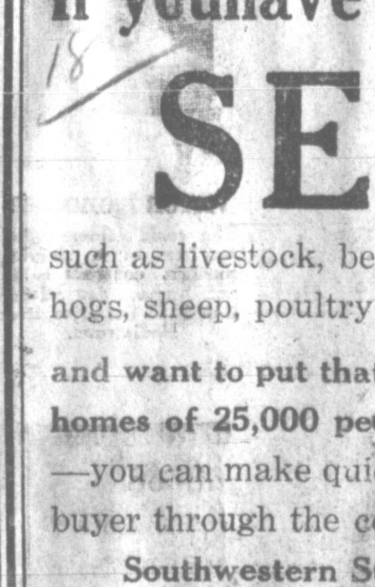 If you have
18
SE
such as livestock, be
hogs, sheep, poultry
and want to put tha
homes of 25,000 pe
—you can make qui
buyer through the c
Southwestern S